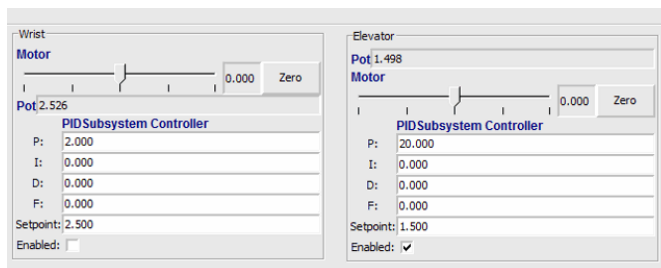 Wrist
Motor
0.000 Zero
Pot 2.526
PIDSubsystem Controller
P: 2.000
I: 0.000
D: 0.000
F: 0.000
Setpoint: 2.500
Enabled:
Elevator
Pot 1.498
Motor
0.000 Zero
PIDSubsystem Controller
P: 20.000
I: 0.000
D: 0.000
F: 0.000
Setpoint: 1.500
Enabled: